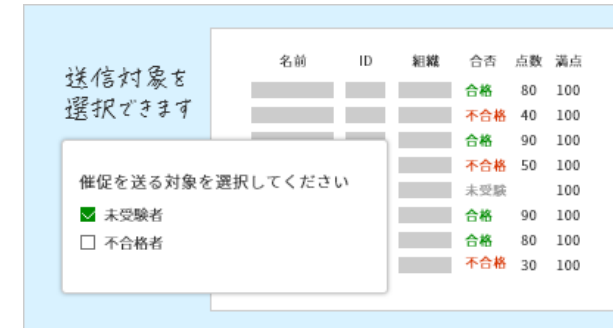 送信対象を
選択できます
名前 ID 組織 合否 点数 満点
合格 80 100
不合格 40 100
合格 90 100
不合格 50 100
未受験 100
合格 90 100
合格 80 100
不合格 30 100
催促を送る対象を選択してください
未受験者
不合格者